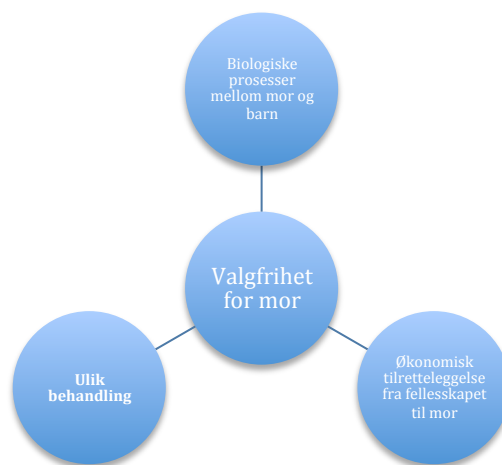 Biologiske
prosesser
mellom mor og
barn
Valgfrihet
for mor
Ulik
behandling
Økonomisk
tilretteleggelse
fra fellesskapet
til mor